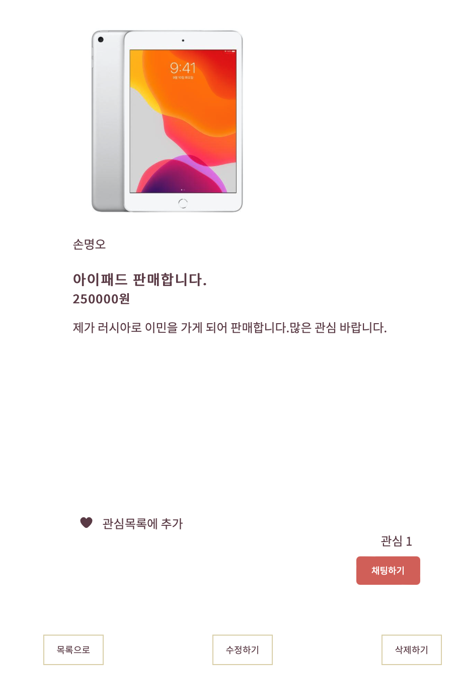 9:41
손명오
아이패드 판매합니다.
250000원
제가 러시아로 이민을 가게 되어 판매합니다.많은 관심 바랍니다.
관심목록에 추가
관심 1
채팅하기
목록으로
수정하기
삭제하기